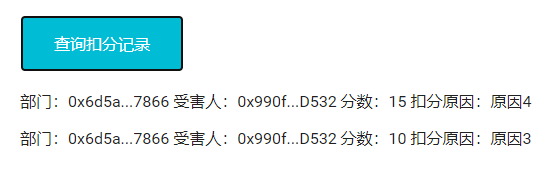 查询扣分记录
部门：0x6d5a...7866 受害人：0x990f...D532 分数：15 扣分原因：原因4
部门：0x6d5a...7866 受害人：0x990f...D532 分数：10 扣分原因：原因3